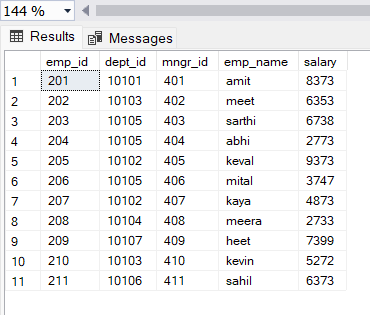 144 %
Results Messages
emp_id dept_id mngr_id emp_name salary
1 201 10101 401 amit 8373
2 202 10103 402 meet 6353
3 203 10105 403 sarthi 6738
4 204 10105 404 abhi 2773
5 205 10102 405 keval 9373
6 206 10105 406 mital 3747
7 207 10102 407 kaya 4873
8 208 10104 408 meera 2733
9 209 10107 409 heet 7399
10 210 10103 410 kevin 5272
11 211 10106 411 sahil 6373